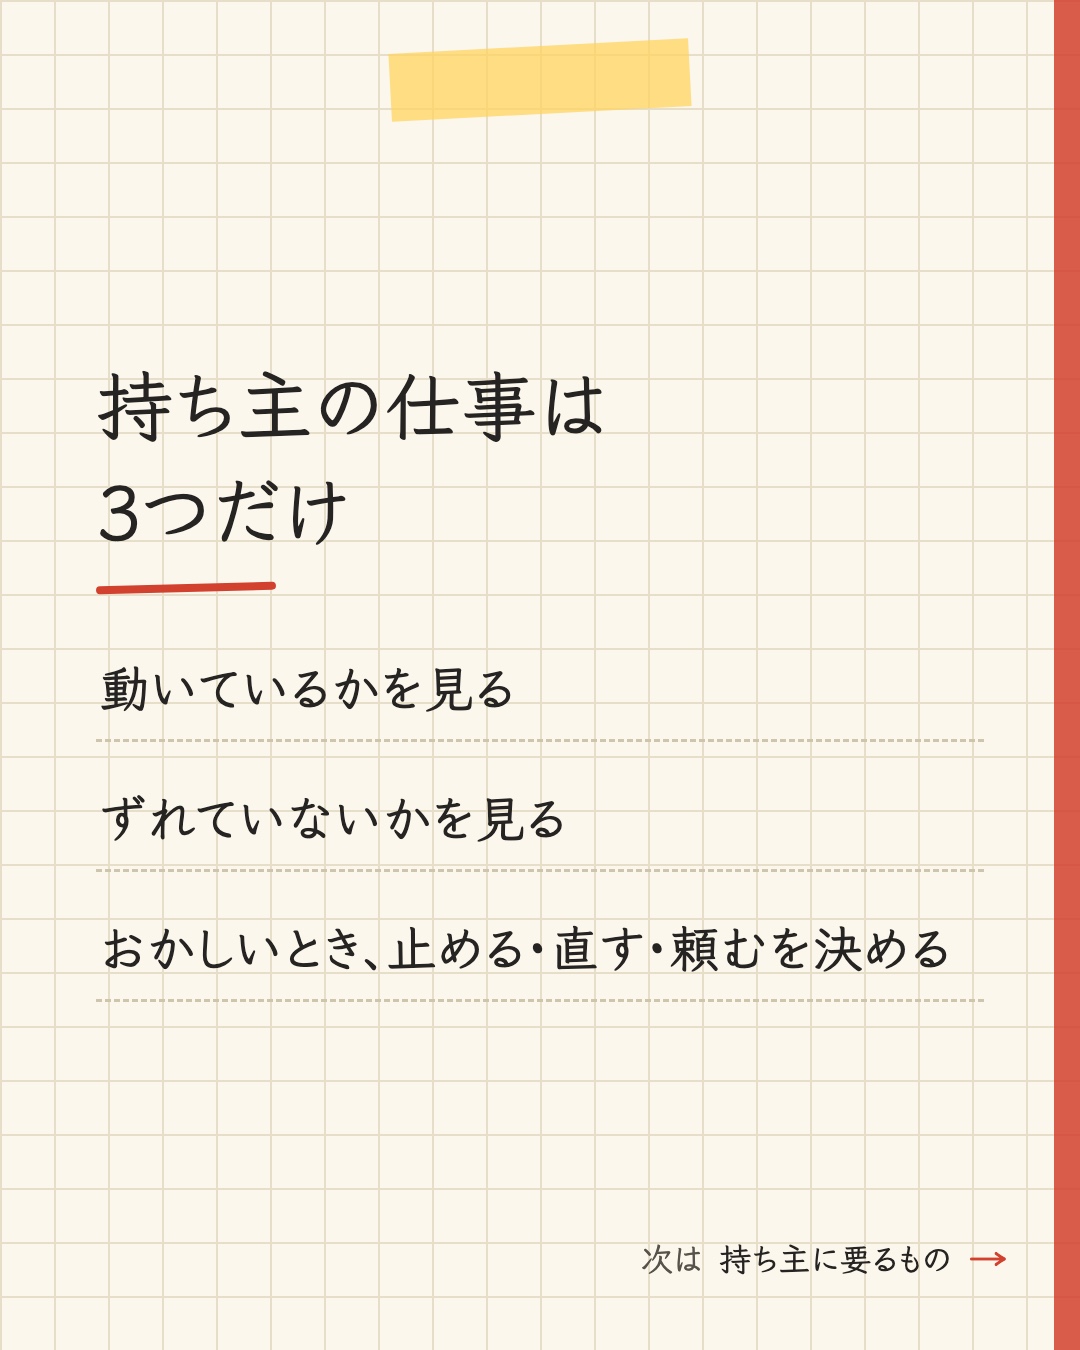 持ち主の仕事は
3つだけ
動いているかを見る
ずれていないかを見る
おかしいとき、止める・直す・頼むを決める
次は 持ち主に要るもの →